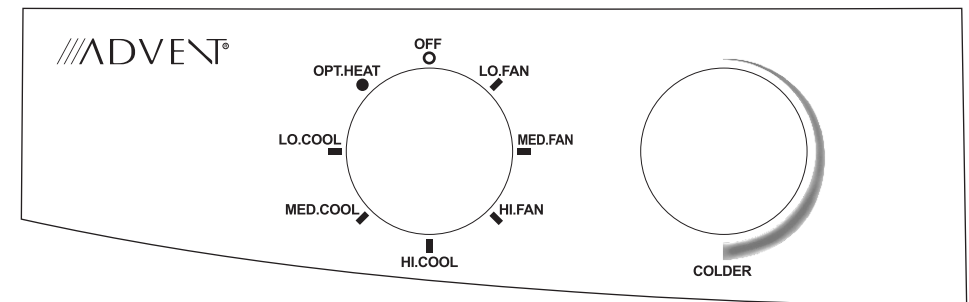 ADVENT®
OFF
OPT.HEAT
LO.FAN
LO.COOL
MED.FAN
MED.COOL
HI.FAN
HI.COOL
COLDER